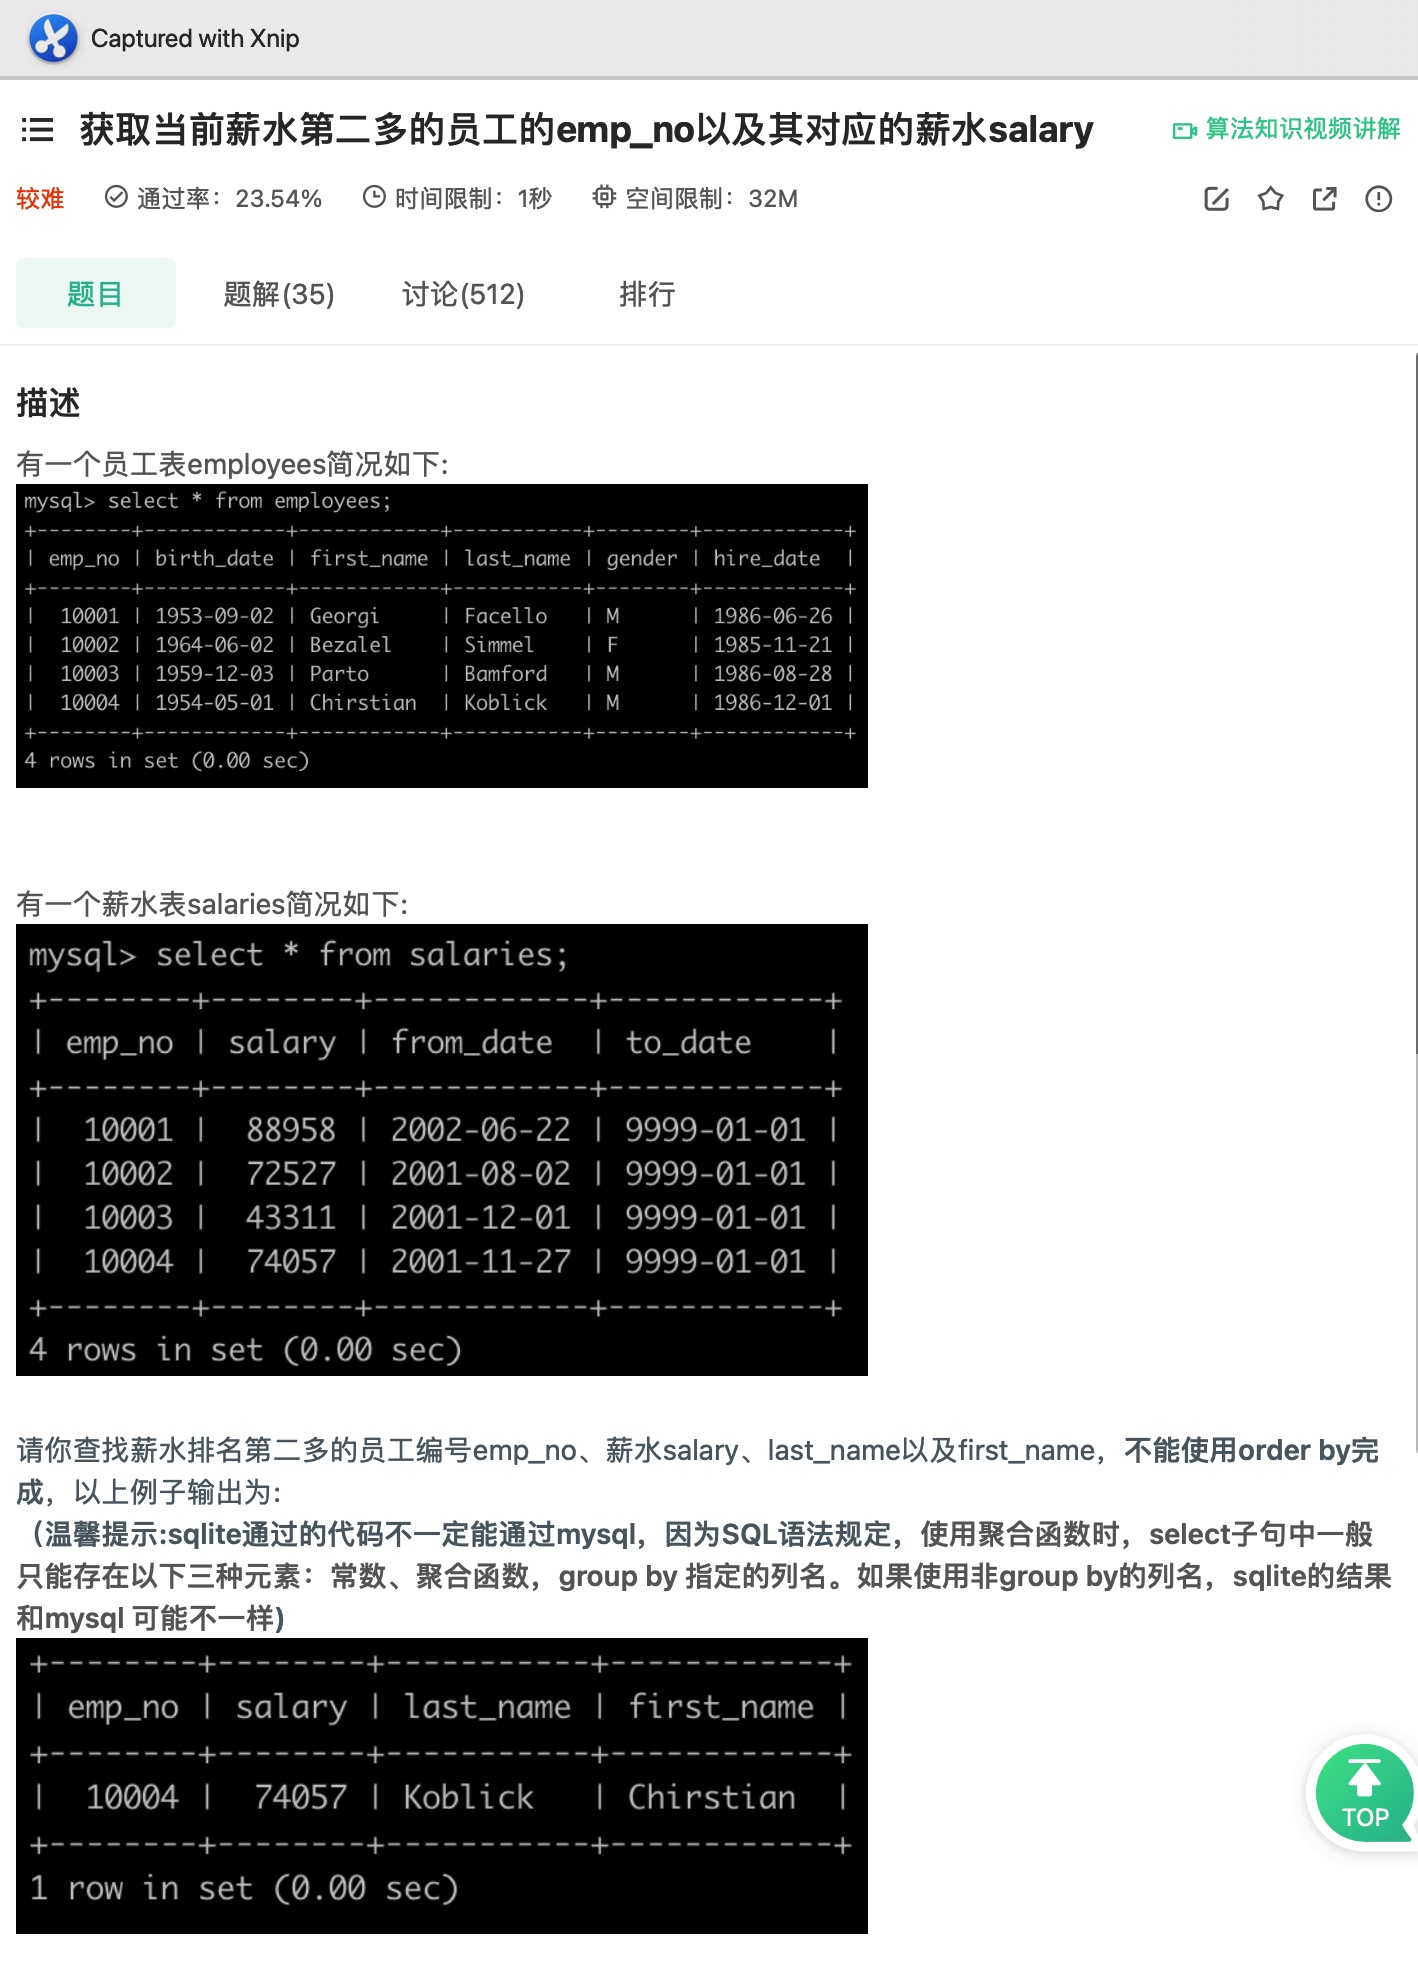 Captured with Xnip
获取当前薪水第二多的员工的emp_no以及其对应的薪水salary
算法知识视频讲解
较难 通过率：23.54% 时间限制：1秒 空间限制：32M
题目 题解(35) 讨论(512) 排行
描述
有一个员工表employees简况如下:
mysql> select * from employees;
+--------+------------+------------+-----------+--------+------------+
| emp_no | birth_date | first_name | last_name | gender | hire_date  |
+--------+------------+------------+-----------+--------+------------+
|  10001 | 1953-09-02 | Georgi     | Facello   | M      | 1986-06-26 |
|  10002 | 1964-06-02 | Bezalel    | Simmel    | F      | 1985-11-21 |
|  10003 | 1959-12-03 | Parto      | Bamford   | M      | 1986-08-28 |
|  10004 | 1954-05-01 | Chirstian  | Koblick   | M      | 1986-12-01 |
+--------+------------+------------+-----------+--------+------------+
4 rows in set (0.00 sec)
有一个薪水表salaries简况如下:
mysql> select * from salaries;
+--------+--------+------------+------------+
| emp_no | salary | from_date  | to_date    |
+--------+--------+------------+------------+
|  10001 |  88958 | 2002-06-22 | 9999-01-01 |
|  10002 |  72527 | 2001-08-02 | 9999-01-01 |
|  10003 |  43311 | 2001-12-01 | 9999-01-01 |
|  10004 |  74057 | 2001-11-27 | 9999-01-01 |
+--------+--------+------------+------------+
4 rows in set (0.00 sec)
请你查找薪水排名第二多的员工编号emp_no、薪水salary、last_name以及first_name，不能使用order by完
成，以上例子输出为:
（温馨提示:sqlite通过的代码不一定能通过mysql，因为SQL语法规定，使用聚合函数时，select子句中一般
只能存在以下三种元素：常数、聚合函数，group by 指定的列名。如果使用非group by的列名，sqlite的结果
和mysql 可能不一样)
+--------+--------+-----------+------------+
| emp_no | salary | last_name | first_name |
+--------+--------+-----------+------------+
|  10004 |  74057 | Koblick   | Chirstian  |
+--------+--------+-----------+------------+
1 row in set (0.00 sec)
TOP